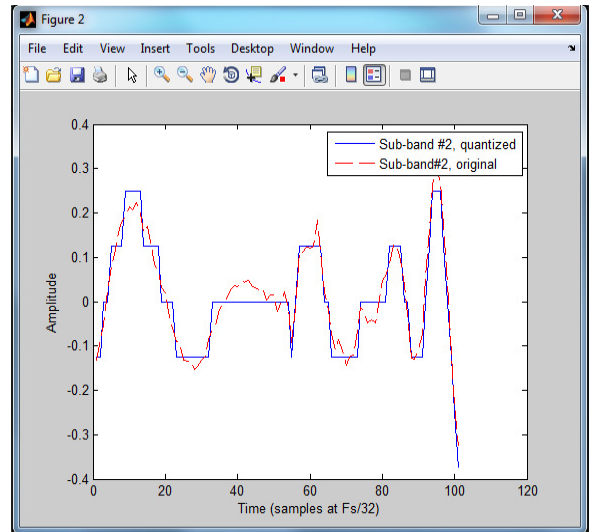 Figure 2
File Edit View Insert Tools Desktop Window Help
Sub-band #2, quantized
Sub-band#2, original
0.4
0.3
0.2
0.1
0
-0.1
-0.2
-0.3
-0.4
Amplitude
0 20 40 60 80 100 120
Time (samples at Fs/32)